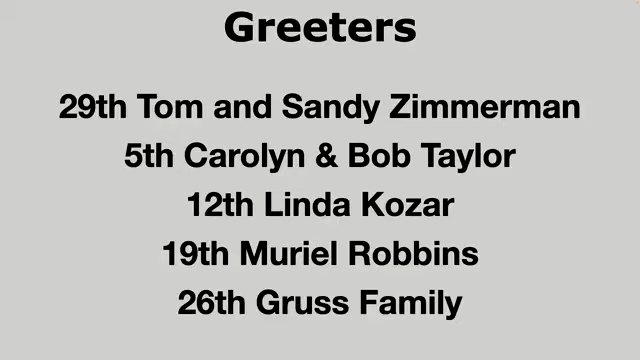 Greeters
29th Tom and Sandy Zimmerman
5th Carolyn & Bob Taylor
12th Linda Kozar
19th Muriel Robbins
26th Gruss Family